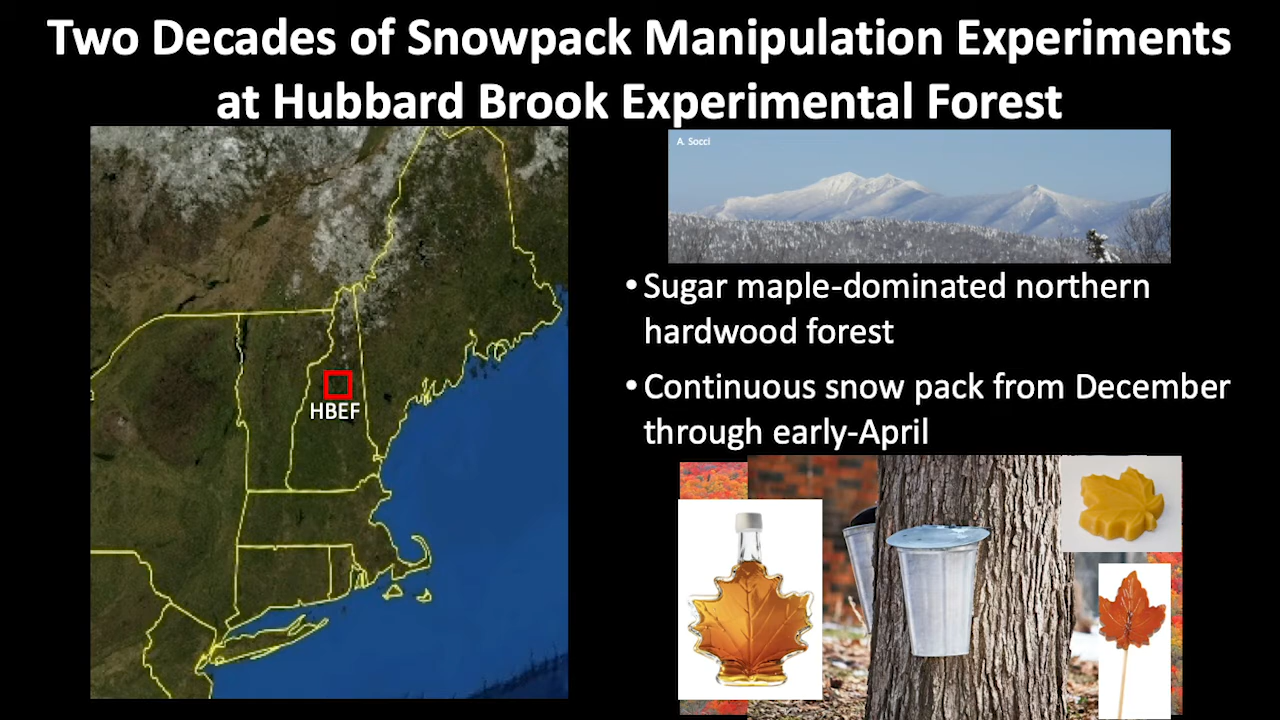 Two Decades of Snowpack Manipulation Experiments
at Hubbard Brook Experimental Forest
A. Socci
• Sugar maple-dominated northern
hardwood forest
• Continuous snow pack from December
through early-April
HBEF